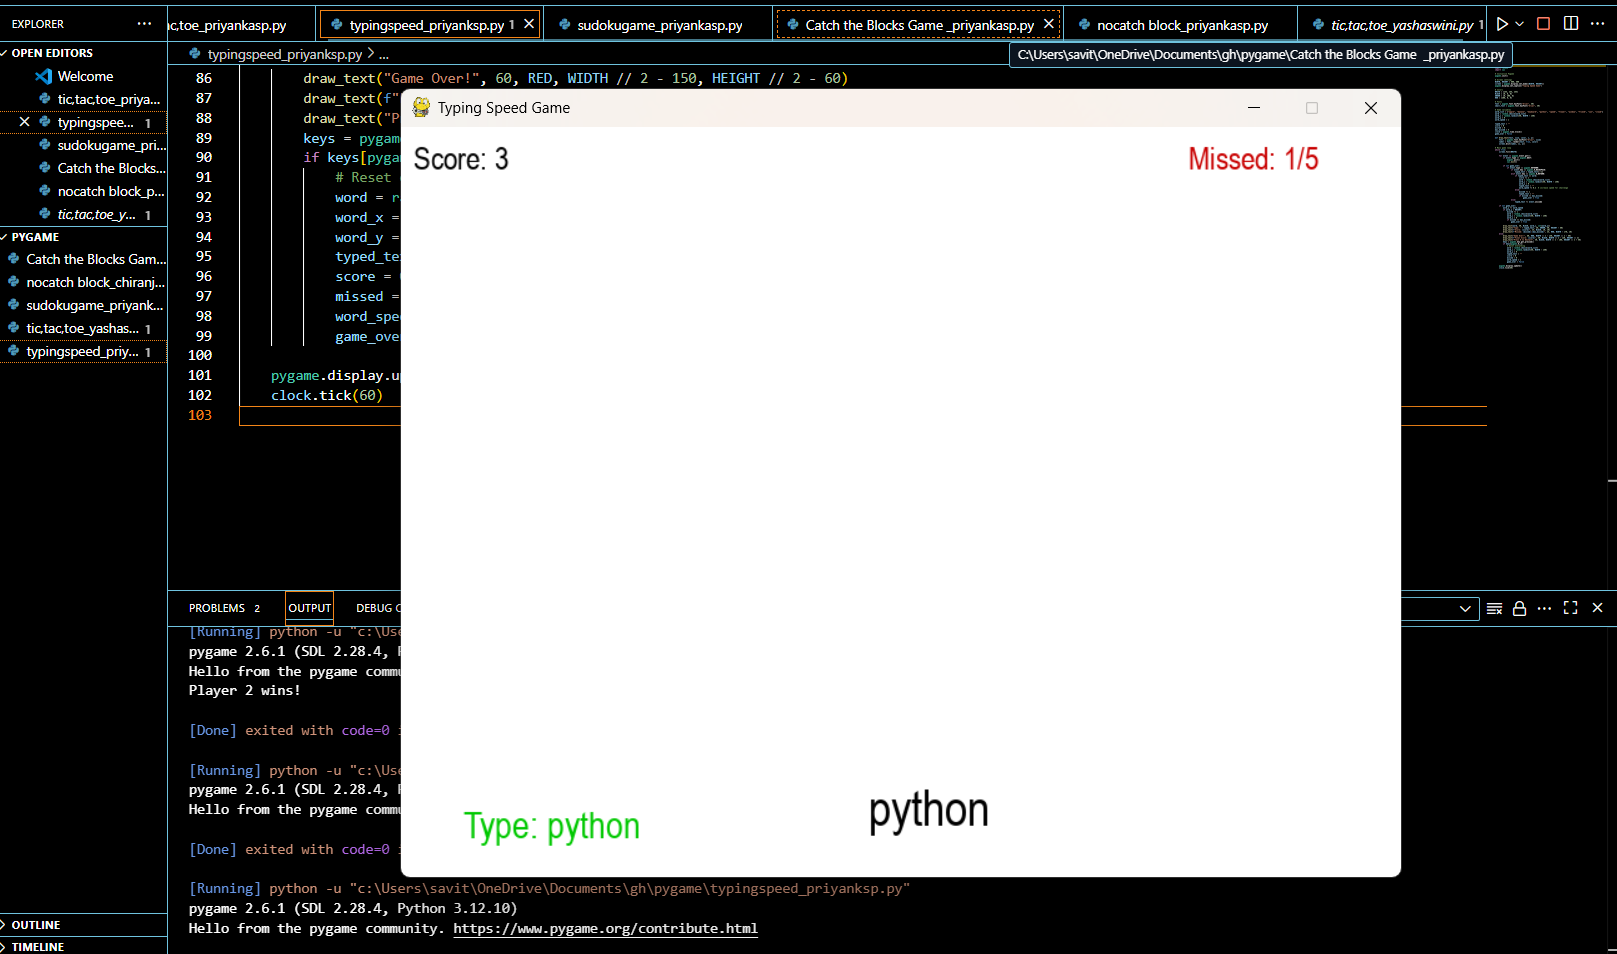 EXPLORER ···
OPEN EDITORS
Welcome
tic,tac,toe_priya...
typingspee... 1
sudokugame_pri...
Catch the Blocks...
nocatch block_p...
tic,tac,toe_y... 1
PYGAME
Catch the Blocks Gam...
nocatch block_chiranj...
sudokugame_priyank...
tic,tac,toe_yashas... 1
typingspeed_priy... 1
OUTLINE
TIMELINE
c,toe_priyankasp.py
typingspeed_priyanksp.py 1
sudokugame_priyankasp.py
Catch the Blocks Game _priyankasp.py
nocatch block_priyankasp.py
tic,tac,toe_yashaswini.py 1
typingspeed_priyanksp.py > ...
C:\Users\savit\OneDrive\Documents\gh\pygame\Catch the Blocks Game _priyankasp.py
86 draw_text("Game Over!", 60, RED, WIDTH // 2 - 150, HEIGHT // 2 - 60)
87 draw_text(f"
88 draw_text("P
89 keys = pygam
90 if keys[pyga
91 # Reset
92 word = r
93 word_x =
94 word_y =
95 typed_te
96 score =
97 missed =
98 word_spe
99 game_ove
100
101 pygame.display.u
102 clock.tick(60)
103
Typing Speed Game
Score: 3
Missed: 1/5
python
Type: python
PROBLEMS 2 OUTPUT DEBUG C
[Running] python -u "c:\Use
pygame 2.6.1 (SDL 2.28.4,
Hello from the pygame commu
Player 2 wins!
[Done] exited with code=0
[Running] python -u "c:\Use
pygame 2.6.1 (SDL 2.28.4,
Hello from the pygame commu
[Done] exited with code=0
[Running] python -u "c:\Users\savit\OneDrive\Documents\gh\pygame\typingspeed_priyanksp.py"
pygame 2.6.1 (SDL 2.28.4, Python 3.12.10)
Hello from the pygame community. https://www.pygame.org/contribute.html